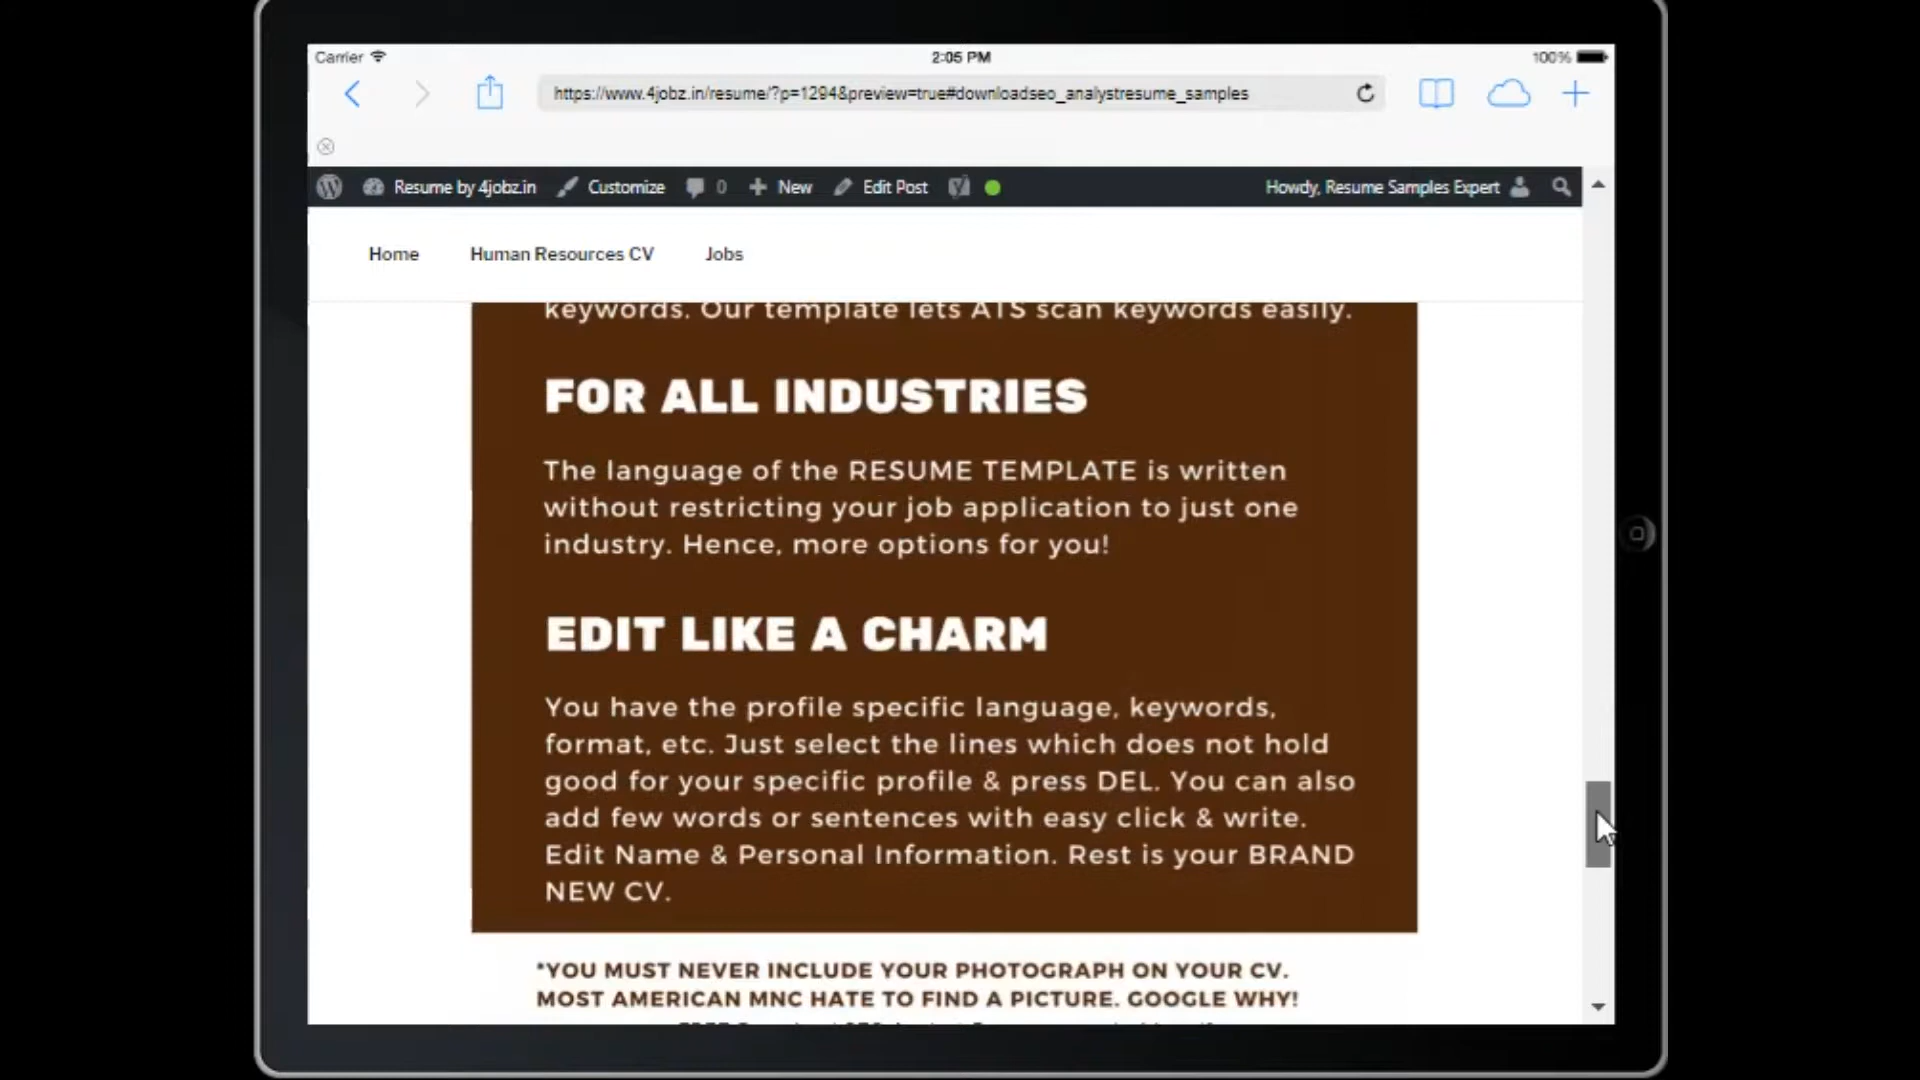 Carrier
2:05 PM
100%
https://www.4jobz.in/resume/?p=1294&preview=true#downloadseo_analystresume_samples
Resume by 4jobz.in Customize 0 New Edit Post Howdy, Resume Samples Expert
Home Human Resources CV Jobs
keywords. Our template lets ATS scan keywords easily.
FOR ALL INDUSTRIES
The language of the RESUME TEMPLATE is written
without restricting your job application to just one
industry. Hence, more options for you!
EDIT LIKE A CHARM
You have the profile specific language, keywords,
format, etc. Just select the lines which does not hold
good for your specific profile & press DEL. You can also
add few words or sentences with easy click & write.
Edit Name & Personal Information. Rest is your BRAND
NEW CV.
*YOU MUST NEVER INCLUDE YOUR PHOTOGRAPH ON YOUR CV.
MOST AMERICAN MNC HATE TO FIND A PICTURE. GOOGLE WHY!